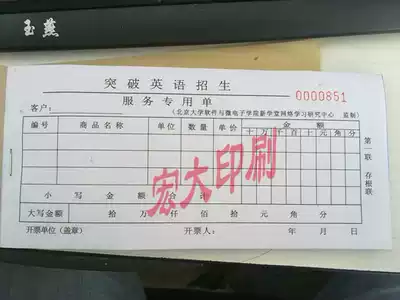 玉燕
突破英语招生
服务专用单
0000851
客户:
(北京大学软件与微电子学院新学堂网络学习研究中心 监制)
编号 商品名称 单位 数量 单价 金额
十 万 千 百 十 元 角 分
第一联 存根联
小写金额合计
大写金额 拾 万 仟 佰 拾 元 角 分
开票单位(盖章) 开票人: 年 月 日
宏大印刷